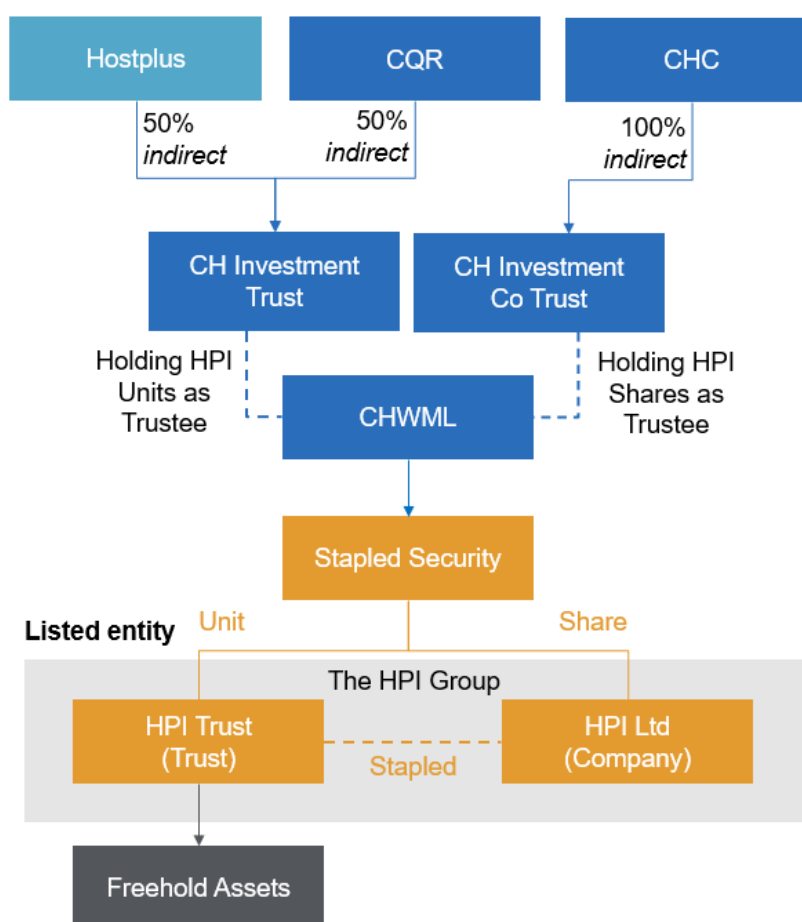 Hostplus
CQR
CHC
50%
indirect
50%
indirect
100%
indirect
CH Investment
Trust
CH Investment
Co Trust
Holding HPI
Units as
Trustee
CHWML
Holding HPI
Shares as
Trustee
Stapled Security
Listed entity
Unit
Share
The HPI Group
HPI Trust
(Trust)
Stapled
HPI Ltd
(Company)
Freehold Assets